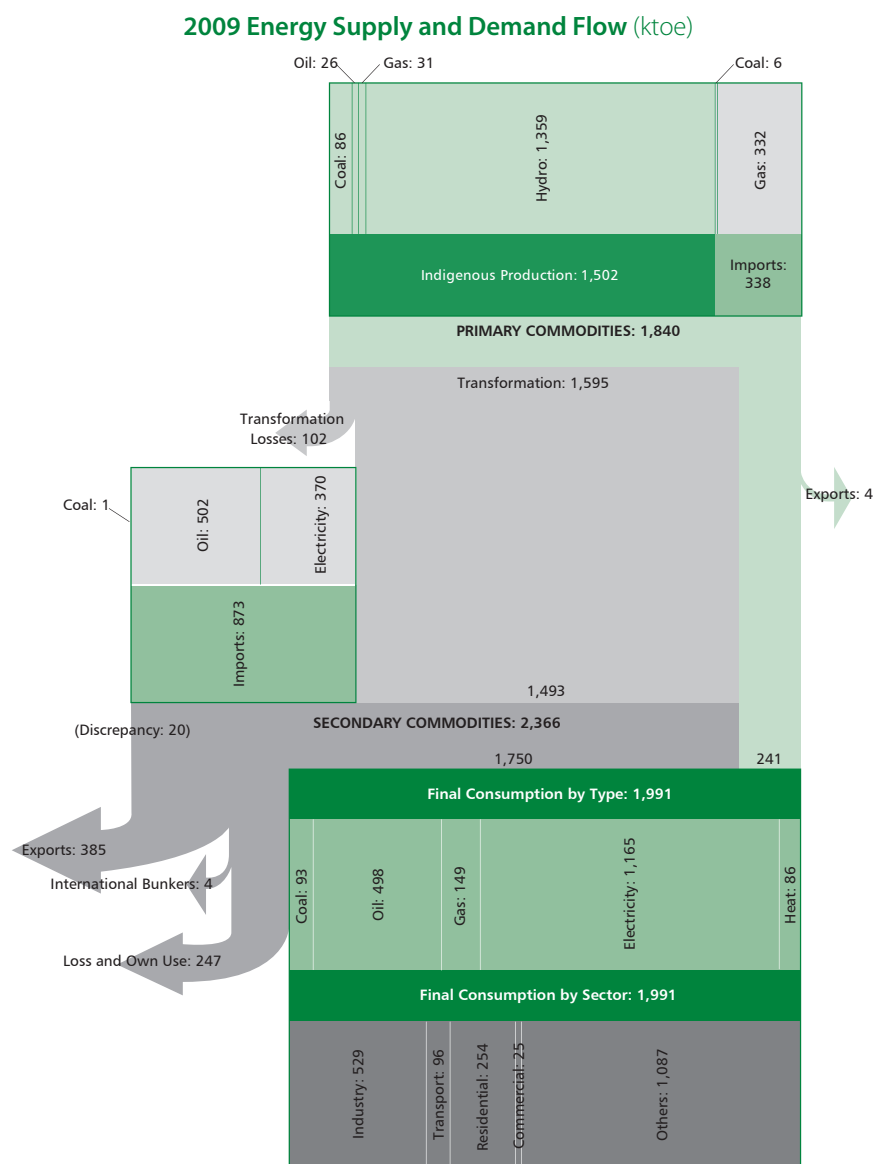 2009 Energy Supply and Demand Flow (ktoe)
Oil: 26
Gas: 31
Coal: 6
Coal: 86
Hydro: 1,359
Gas: 332
Indigenous Production: 1,502
Imports:
338
PRIMARY COMMODITIES: 1,840
Transformation: 1,595
Transformation
Losses: 102
Coal: 1
Oil: 502
Electricity: 370
Exports: 4
Imports: 873
1,493
(Discrepancy: 20)
SECONDARY COMMODITIES: 2,366
1,750
241
Final Consumption by Type: 1,991
Exports: 385
International Bunkers: 4
Loss and Own Use: 247
Coal: 93
Oil: 498
Gas: 149
Electricity: 1,165
Heat: 86
Final Consumption by Sector: 1,991
Industry: 529
Transport: 96
Residential: 254
Commercial: 25
Others: 1,087